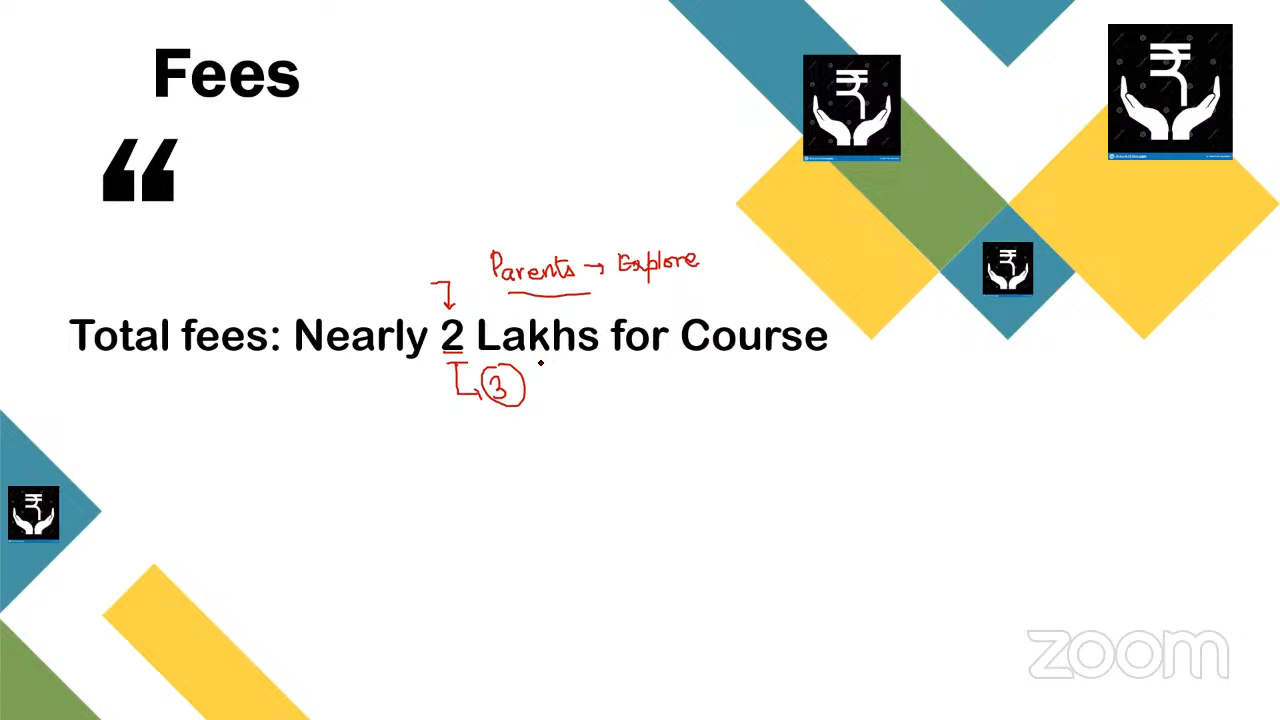 Fees
“
Parents → Explore
Total fees: Nearly 2 Lakhs for Course
3
zoom